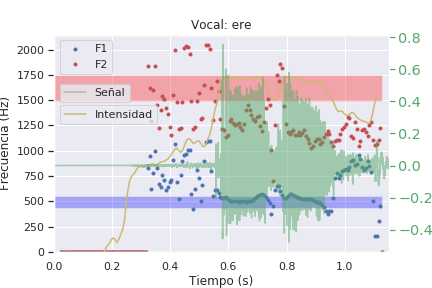 Vocal: ere
F1
F2
Señal
Intensidad
Frecuencia (Hz)
2000
1750
1500
1250
1000
750
500
250
0
0.8
0.6
0.4
0.2
0.0
−0.2
−0.4
0.0 0.2 0.4 0.6 0.8 1.0
Tiempo (s)